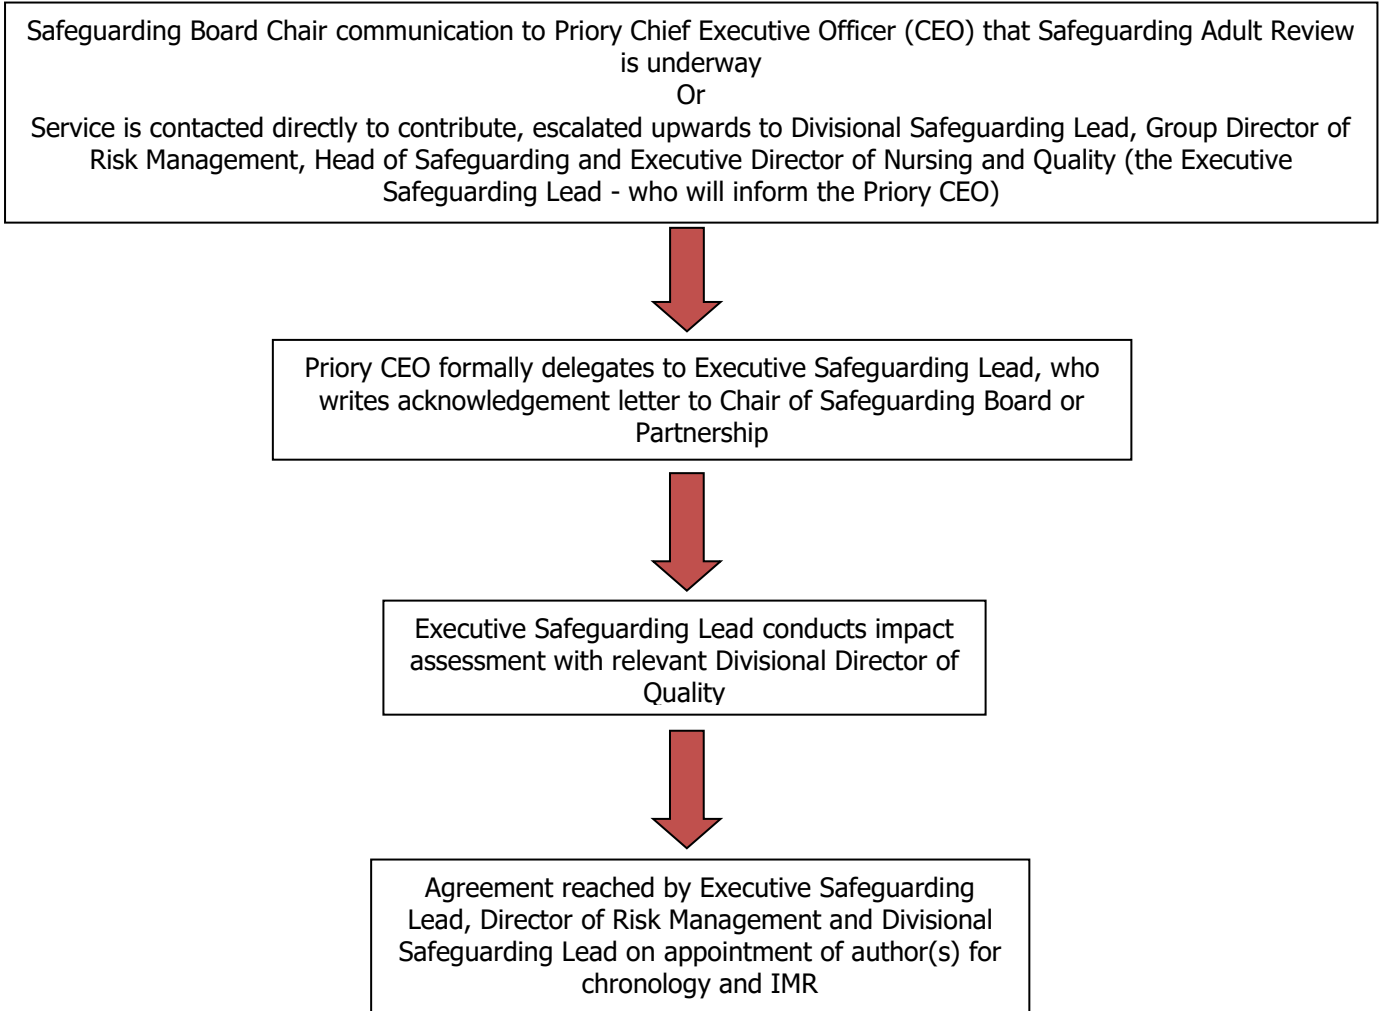 Safeguarding Board Chair communication to Priory Chief Executive Officer (CEO) that Safeguarding Adult Review
is underway
Or
Service is contacted directly to contribute, escalated upwards to Divisional Safeguarding Lead, Group Director of
Risk Management, Head of Safeguarding and Executive Director of Nursing and Quality (the Executive
Safeguarding Lead - who will inform the Priory CEO)
Priory CEO formally delegates to Executive Safeguarding Lead, who
writes acknowledgement letter to Chair of Safeguarding Board or
Partnership
Executive Safeguarding Lead conducts impact
assessment with relevant Divisional Director of
Quality
Agreement reached by Executive Safeguarding
Lead, Director of Risk Management and Divisional
Safeguarding Lead on appointment of author(s) for
chronology and IMR